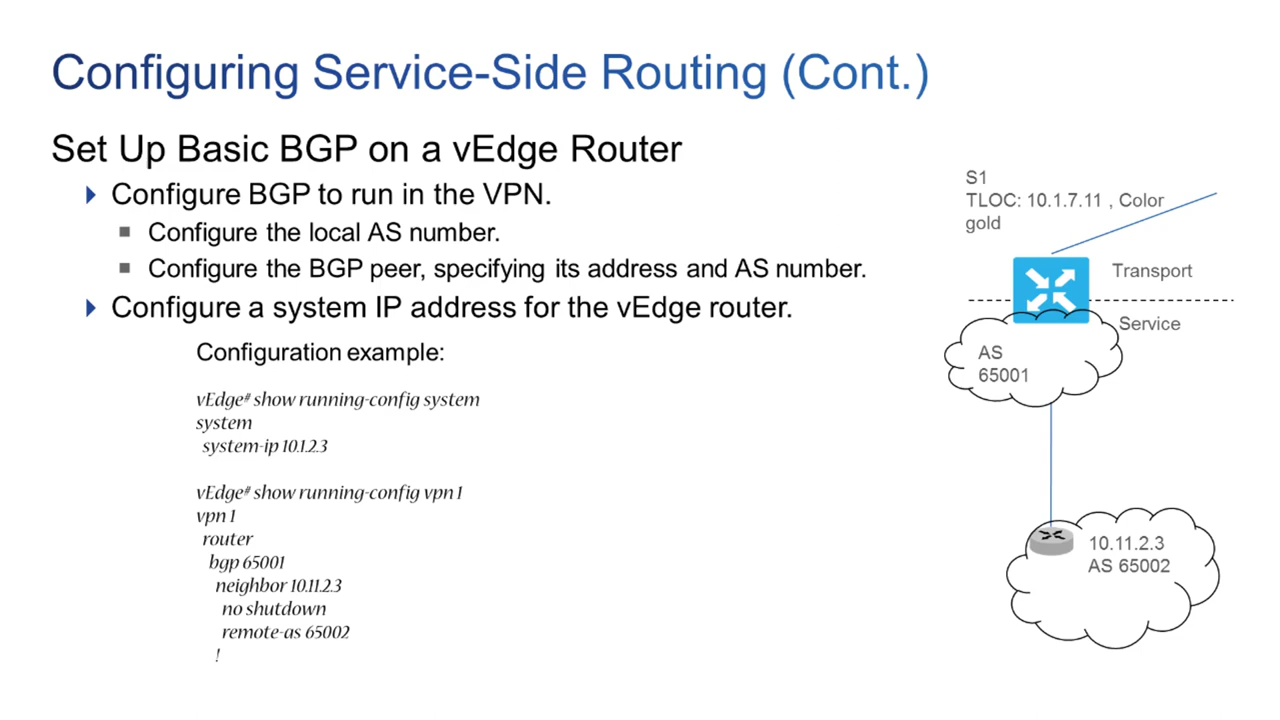 Configuring Service-Side Routing (Cont.)
Set Up Basic BGP on a vEdge Router
Configure BGP to run in the VPN.
Configure the local AS number.
Configure the BGP peer, specifying its address and AS number.
Configure a system IP address for the vEdge router.
Configuration example:
vEdge# show running-config system
system
system-ip 10.1.2.3
vEdge# show running-config vpn 1
vpn 1
router
bgp 65001
neighbor 10.11.2.3
no shutdown
remote-as 65002
!
S1
TLOC: 10.1.7.11 , Color
gold
Transport
Service
AS
65001
10.11.2.3
AS 65002